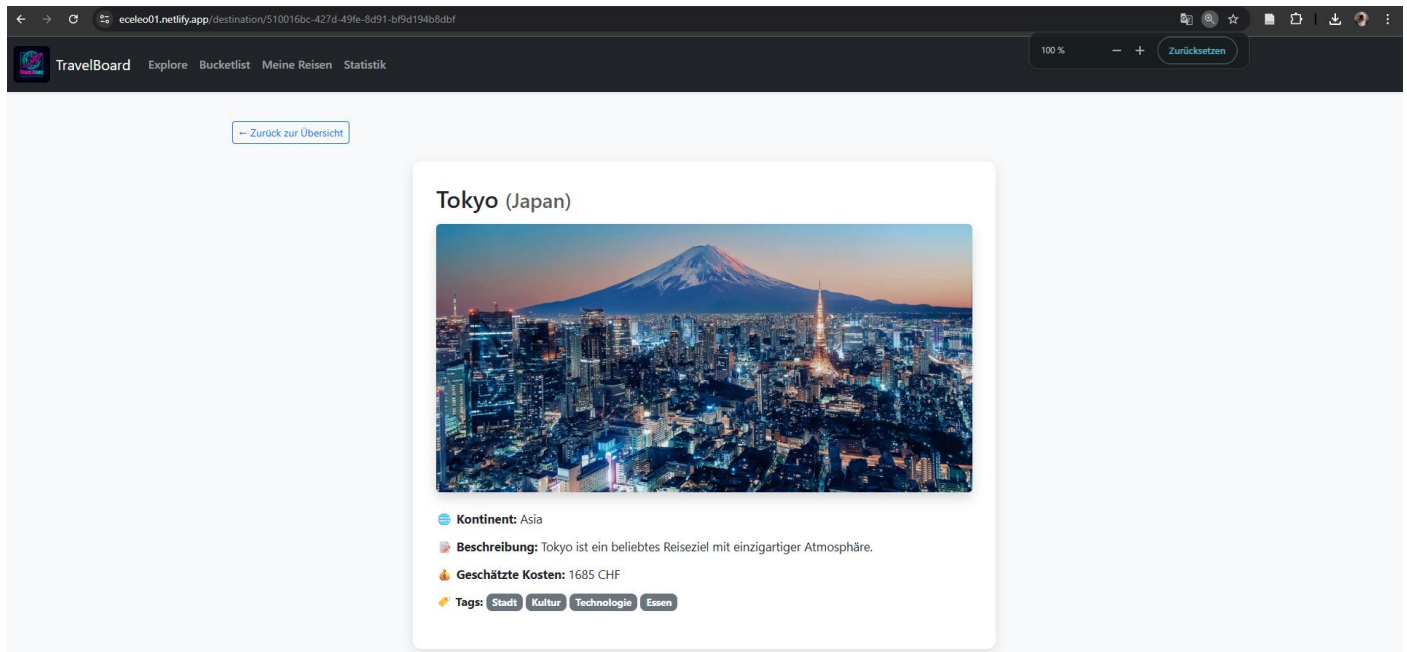 eceleo01.netlify.app/destination/510016bc-427d-49fe-8d91-bf9d194b8dbf
TravelBoard Explore Bucketlist Meine Reisen Statistik
100 % − + Zurücksetzen
← Zurück zur Übersicht
Tokyo (Japan)
Kontinent: Asia
Beschreibung: Tokyo ist ein beliebtes Reiseziel mit einzigartiger Atmosphäre.
Geschätzte Kosten: 1685 CHF
Tags: Stadt Kultur Technologie Essen